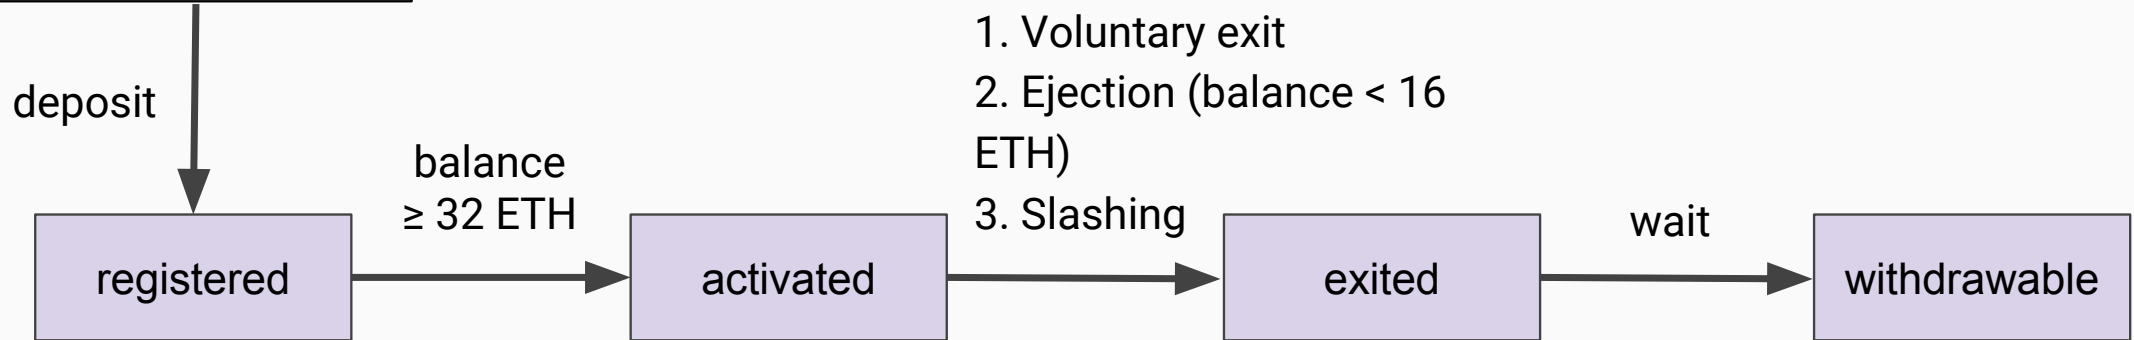 deposit
balance
≥ 32 ETH
1. Voluntary exit
2. Ejection (balance < 16
ETH)
3. Slashing
wait
registered
activated
exited
withdrawable